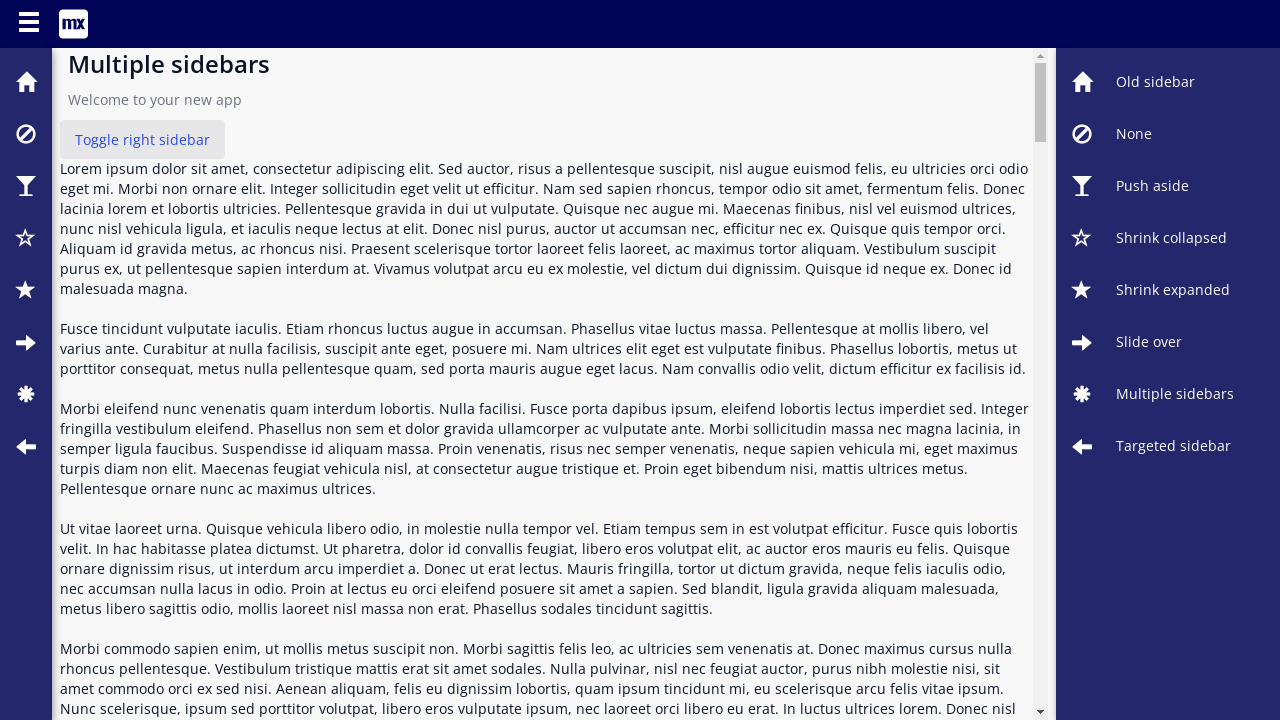 mx
Multiple sidebars
Welcome to your new app
Toggle right sidebar
Lorem ipsum dolor sit amet, consectetur adipiscing elit. Sed auctor, risus a pellentesque suscipit, nisl augue euismod felis, eu ultricies orci odio
eget mi. Morbi non ornare elit. Integer sollicitudin eget velit ut efficitur. Nam sed sapien rhoncus, tempor odio sit amet, fermentum felis. Donec
lacinia lorem et lobortis ultricies. Pellentesque gravida in dui ut vulputate. Quisque nec augue mi. Maecenas finibus, nisl vel euismod ultrices,
nunc nisl vehicula ligula, et iaculis neque lectus at elit. Donec nisl purus, auctor ut accumsan nec, efficitur nec ex. Quisque quis tempor orci.
Aliquam id gravida metus, ac rhoncus nisi. Praesent scelerisque tortor laoreet felis laoreet, ac maximus tortor aliquam. Vestibulum suscipit
purus ex, ut pellentesque sapien interdum at. Vivamus volutpat arcu eu ex molestie, vel dictum dui dignissim. Quisque id neque ex. Donec id
malesuada magna.
Fusce tincidunt vulputate iaculis. Etiam rhoncus luctus augue in accumsan. Phasellus vitae luctus massa. Pellentesque at mollis libero, vel
varius ante. Curabitur at nulla facilisis, suscipit ante eget, posuere mi. Nam ultrices elit eget est vulputate finibus. Phasellus lobortis, metus ut
porttitor consequat, metus nulla pellentesque quam, sed porta mauris augue eget lacus. Nam convallis odio velit, dictum efficitur ex facilisis id.
Morbi eleifend nunc venenatis quam interdum lobortis. Nulla facilisi. Fusce porta dapibus ipsum, eleifend lobortis lectus imperdiet sed. Integer
fringilla vestibulum eleifend. Phasellus non sem et dolor gravida ullamcorper ac vulputate ante. Morbi sollicitudin massa nec magna lacinia, in
semper ligula faucibus. Suspendisse id aliquam massa. Proin venenatis, risus nec semper venenatis, neque sapien vehicula mi, eget maximus
turpis diam non elit. Maecenas feugiat vehicula nisl, at consectetur augue tristique et. Proin eget bibendum nisi, mattis ultrices metus.
Pellentesque ornare nunc ac maximus ultrices.
Ut vitae laoreet urna. Quisque vehicula libero odio, in molestie nulla tempor vel. Etiam tempus sem in est volutpat efficitur. Fusce quis lobortis
velit. In hac habitasse platea dictumst. Ut pharetra, dolor id convallis feugiat, libero eros volutpat elit, ac auctor eros mauris eu felis. Quisque
ornare dignissim risus, ut interdum arcu imperdiet a. Donec ut erat lectus. Mauris fringilla, tortor ut dictum gravida, neque felis iaculis odio,
nec accumsan nulla lacus in odio. Proin at lectus eu orci eleifend posuere sit amet a sapien. Sed blandit, ligula gravida aliquam malesuada,
metus libero sagittis odio, mollis laoreet nisl massa non erat. Phasellus sodales tincidunt sagittis.
Morbi commodo sapien enim, ut mollis metus suscipit non. Morbi sagittis felis leo, ac ultricies sem venenatis at. Donec maximus cursus nulla
rhoncus pellentesque. Vestibulum tristique mattis erat sit amet sodales. Nulla pulvinar, nisl nec feugiat auctor, purus nibh molestie nisi, sit
amet commodo orci ex sed nisi. Aenean aliquam, felis eu dignissim lobortis, quam ipsum tincidunt mi, eu scelerisque arcu felis vitae ipsum.
Nunc scelerisque, ipsum sed porttitor volutpat, libero eros vulputate ipsum, nec laoreet orci libero eu erat. In luctus ultrices lorem. Donec nisl
Old sidebar
None
Push aside
Shrink collapsed
Shrink expanded
Slide over
Multiple sidebars
Targeted sidebar